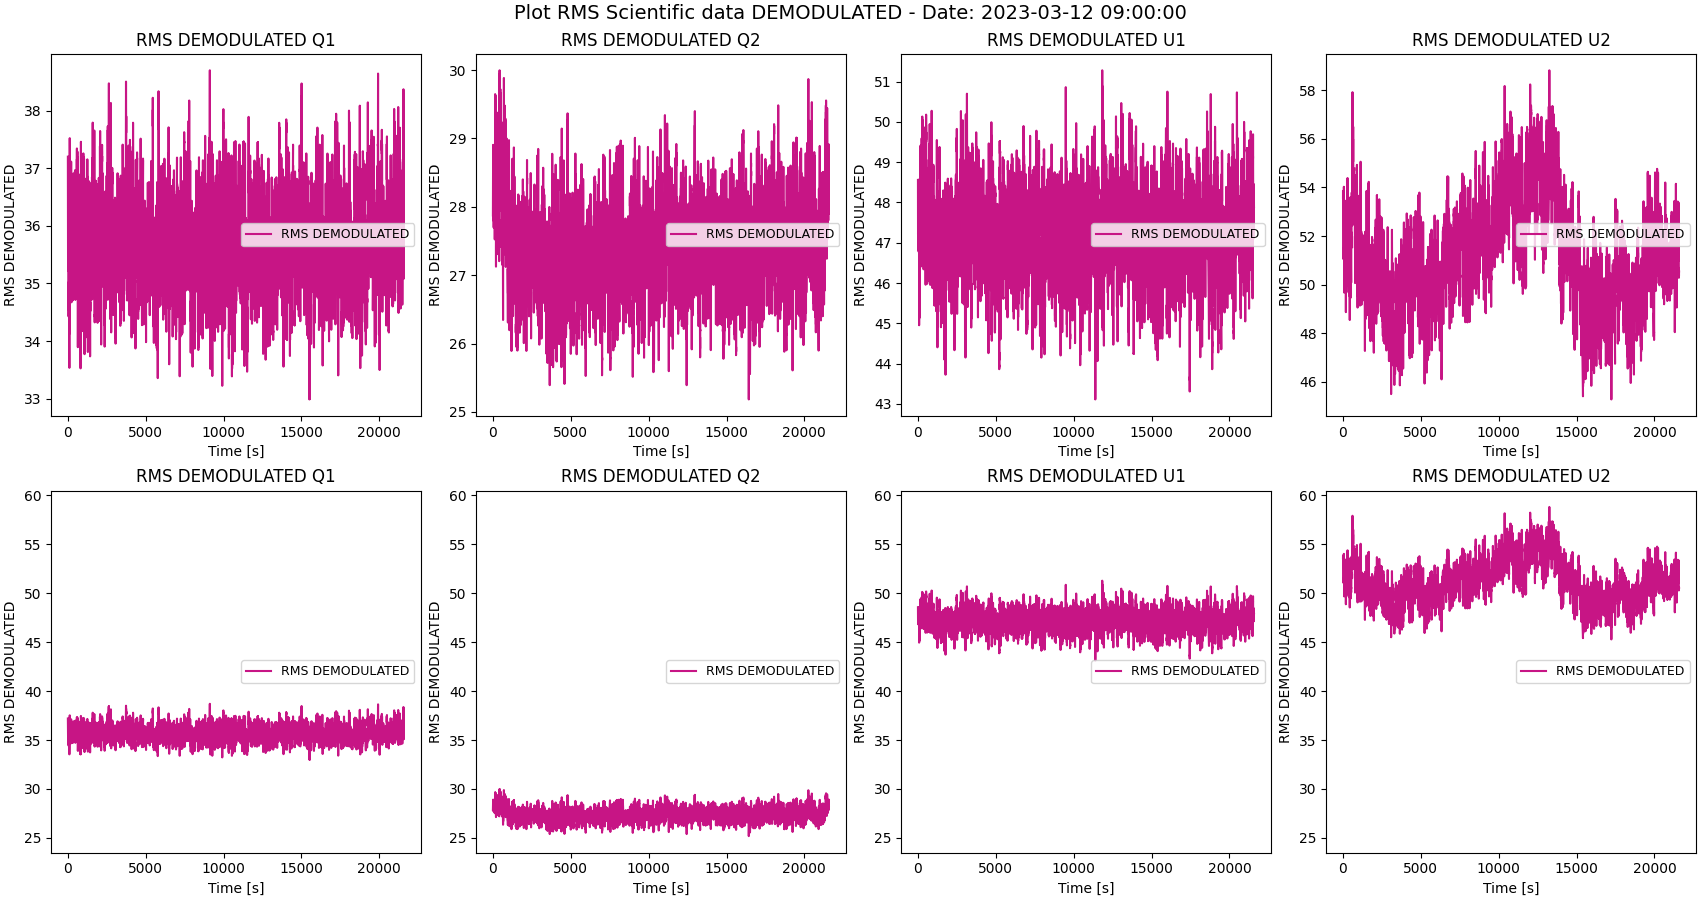 Plot RMS Scientific data DEMODULATED - Date: 2023-03-12 09:00:00
RMS DEMODULATED Q1
RMS DEMODULATED
38
37
36
35
34
33
RMS DEMODULATED
0 5000 10000 15000 20000
Time [s]
RMS DEMODULATED Q2
RMS DEMODULATED
30
29
28
27
26
25
RMS DEMODULATED
0 5000 10000 15000 20000
Time [s]
RMS DEMODULATED U1
RMS DEMODULATED
51
50
49
48
47
46
45
44
43
RMS DEMODULATED
0 5000 10000 15000 20000
Time [s]
RMS DEMODULATED U2
RMS DEMODULATED
58
56
54
52
50
48
46
RMS DEMODULATED
0 5000 10000 15000 20000
Time [s]
RMS DEMODULATED Q1
RMS DEMODULATED
60
55
50
45
40
35
30
25
RMS DEMODULATED
0 5000 10000 15000 20000
Time [s]
RMS DEMODULATED Q2
RMS DEMODULATED
60
55
50
45
40
35
30
25
RMS DEMODULATED
0 5000 10000 15000 20000
Time [s]
RMS DEMODULATED U1
RMS DEMODULATED
60
55
50
45
40
35
30
25
RMS DEMODULATED
0 5000 10000 15000 20000
Time [s]
RMS DEMODULATED U2
RMS DEMODULATED
60
55
50
45
40
35
30
25
RMS DEMODULATED
0 5000 10000 15000 20000
Time [s]